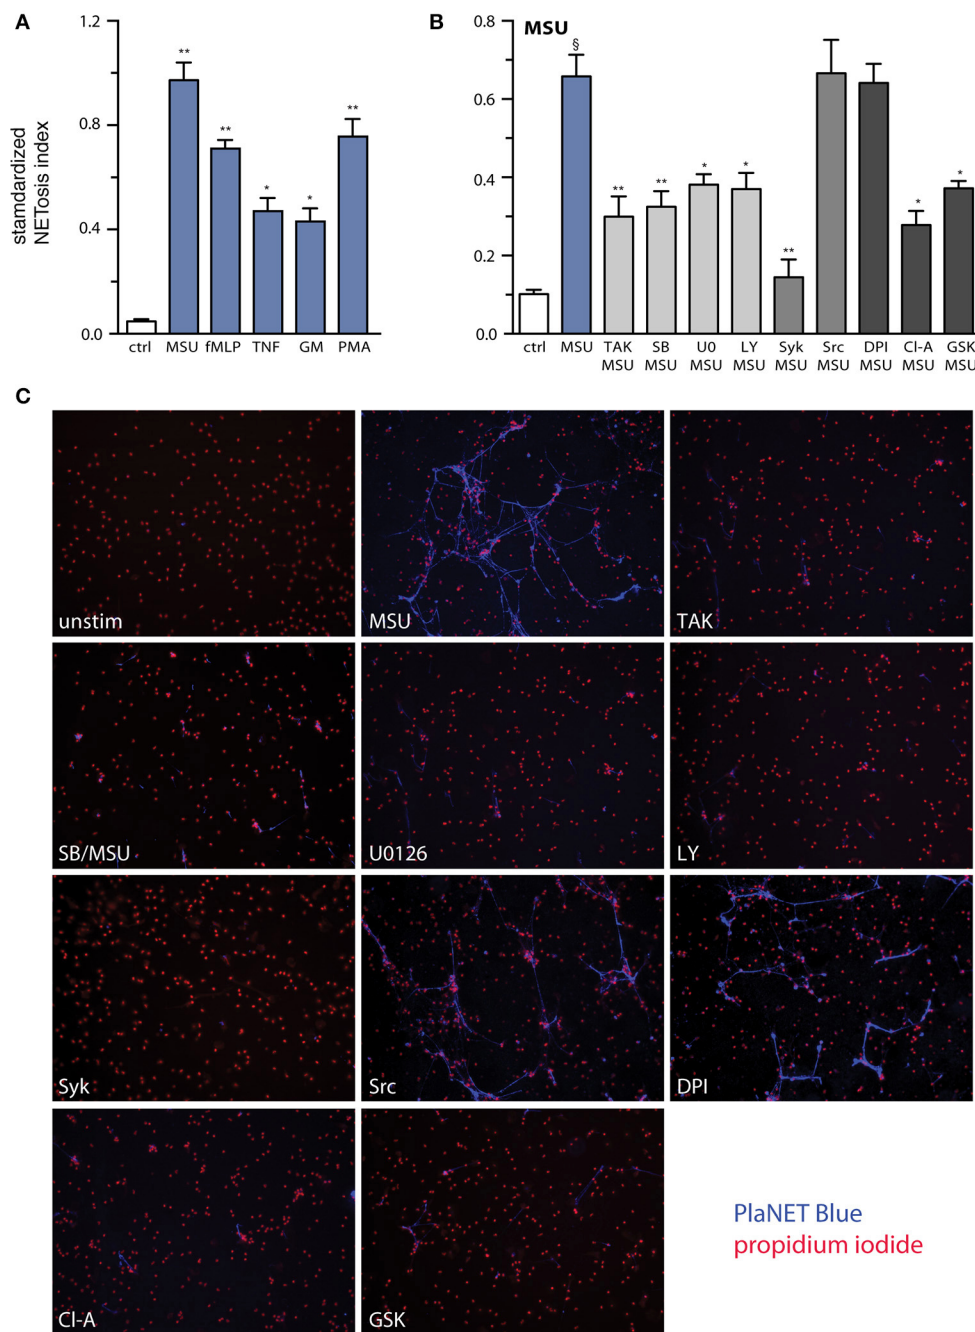 A
stamdardized
NETosis index
1.2
0.8
0.4
0.0
**
**
*
*
**
ctrl MSU fMLP TNF GM PMA
B
MSU
0.8
0.6
0.4
0.2
0.0
§
**
**
*
*
**
*
*
ctrl MSU TAK SB U0 LY Syk Src DPI Cl-A GSK
MSU MSU MSU MSU MSU MSU MSU MSU MSU
C
unstim
MSU
TAK
SB/MSU
U0126
LY
Syk
Src
DPI
Cl-A
GSK
PlaNET Blue
propidium iodide